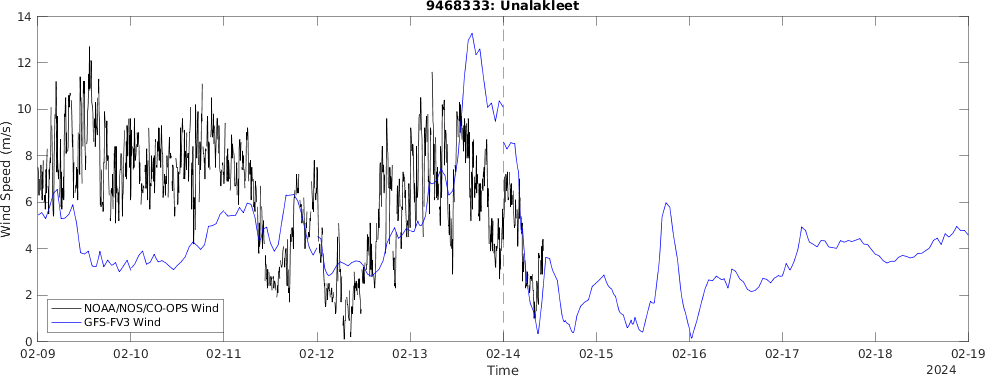 9468333: Unalakleet
14
12
10
8
6
4
2
0
Wind Speed (m/s)
NOAA/NOS/CO-OPS Wind
GFS-FV3 Wind
02-09 02-10 02-11 02-12 02-13 02-14 02-15 02-16 02-17 02-18 02-19
Time
2024